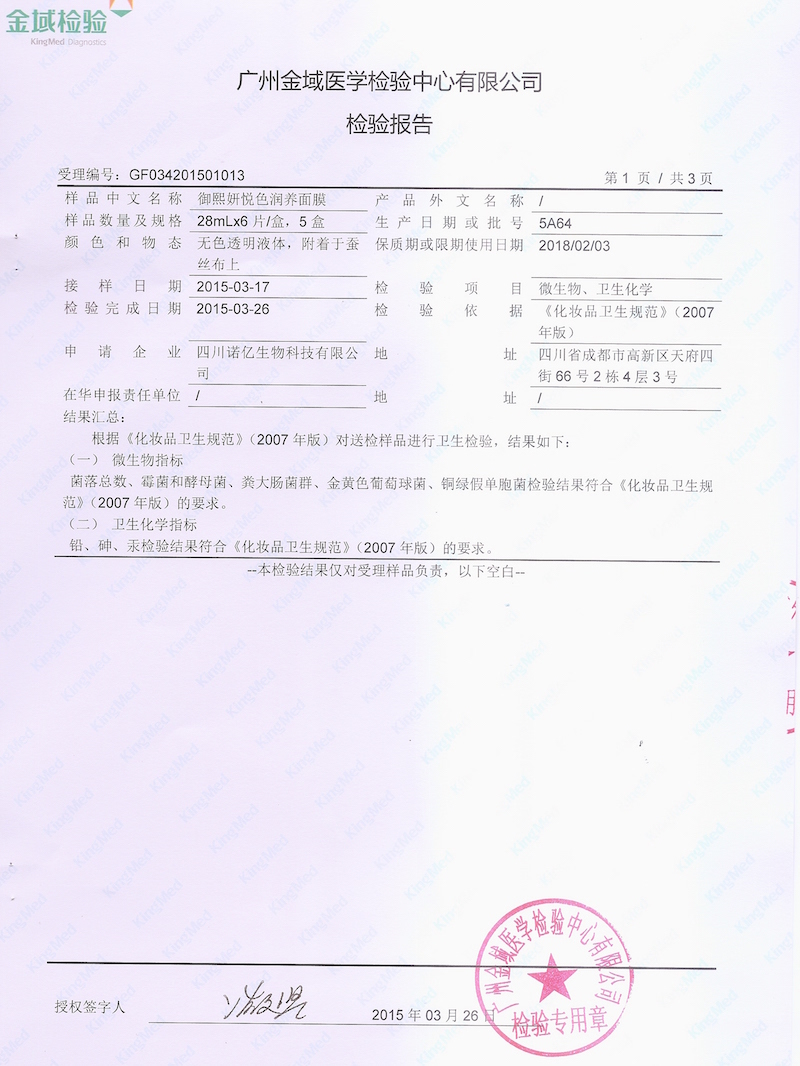 金域检验
KingMed Diagnostics
广州金域医学检验中心有限公司
检验报告
受理编号：GF034201501013 第 1 页 / 共 3 页
样品中文名称 御熙妍悦色润养面膜 产品外文名称 /
样品数量及规格 28mLx6 片/盒，5 盒 生产日期或批号 5A64
颜色和物态 无色透明液体，附着于蚕 保质期或限期使用日期 2018/02/03
丝布上
接样日期 2015-03-17 检验项目 微生物、卫生化学
检验完成日期 2015-03-26 检验依据 《化妆品卫生规范》（2007
年版）
申请企业 四川诺亿生物科技有限公 地址 四川省成都市高新区天府四
司 街 66 号 2 栋 4 层 3 号
在华申报责任单位 / 地址 /
结果汇总：
根据《化妆品卫生规范》（2007 年版）对送检样品进行卫生检验，结果如下：
（一） 微生物指标
菌落总数、霉菌和酵母菌、粪大肠菌群、金黄色葡萄球菌、铜绿假单胞菌检验结果符合《化妆品卫生规
范》（2007 年版）的要求。
（二） 卫生化学指标
铅、砷、汞检验结果符合《化妆品卫生规范》（2007 年版）的要求。
--本检验结果仅对受理样品负责，以下空白--
广州金域医学检验中心有限公司
检验专用章
授权签字人 2015 年 03 月 26 日